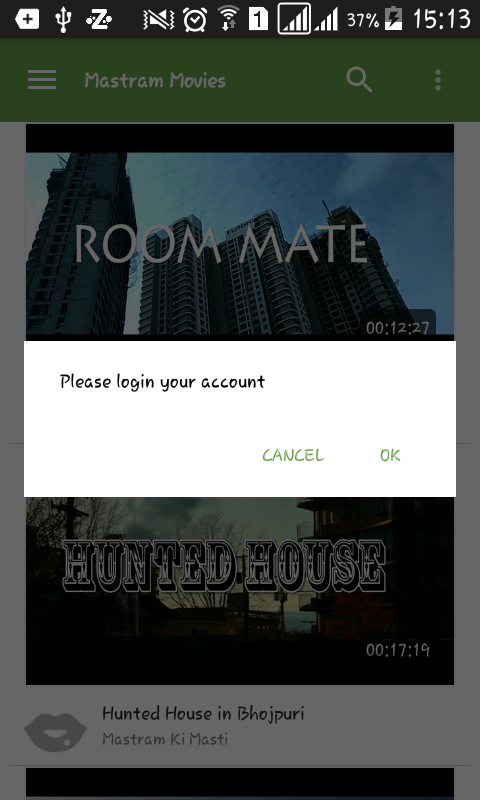 1 37% 15:13
Mastram Movies
ROOM MATE
00:12:27
Please login your account
CANCEL OK
HUNTED HOUSE
00:17:19
Hunted House in Bhojpuri
Mastram Ki Masti